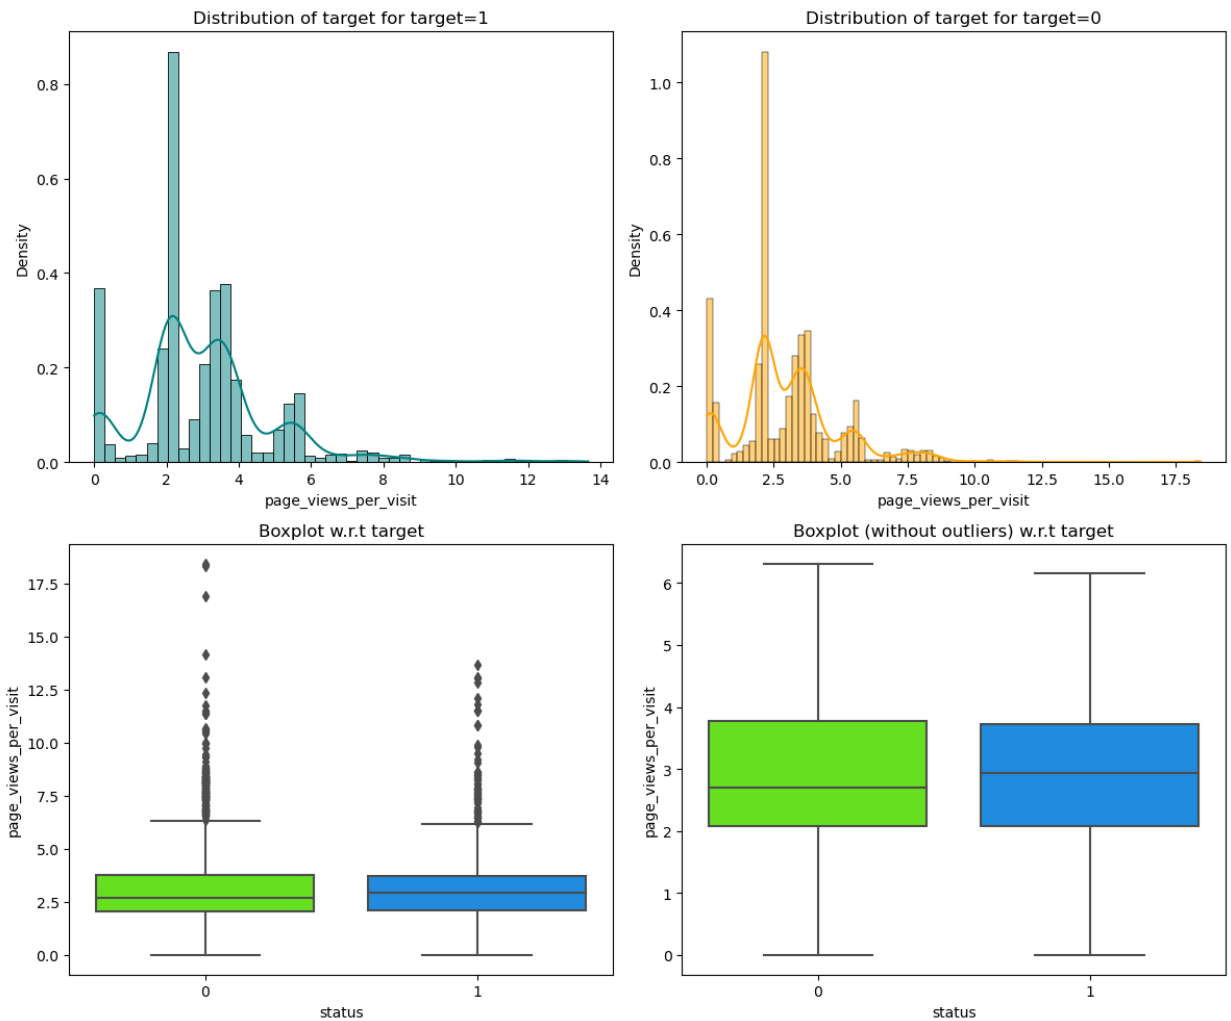 Distribution of target for target=1
Density
0.8
0.6
0.4
0.2
0.0
0 2 4 6 8 10 12 14
page_views_per_visit
Distribution of target for target=0
Density
1.0
0.8
0.6
0.4
0.2
0.0
0.0 2.5 5.0 7.5 10.0 12.5 15.0 17.5
page_views_per_visit
Boxplot w.r.t target
page_views_per_visit
17.5
15.0
12.5
10.0
7.5
5.0
2.5
0.0
0 1
status
Boxplot (without outliers) w.r.t target
page_views_per_visit
6
5
4
3
2
1
0
0 1
status